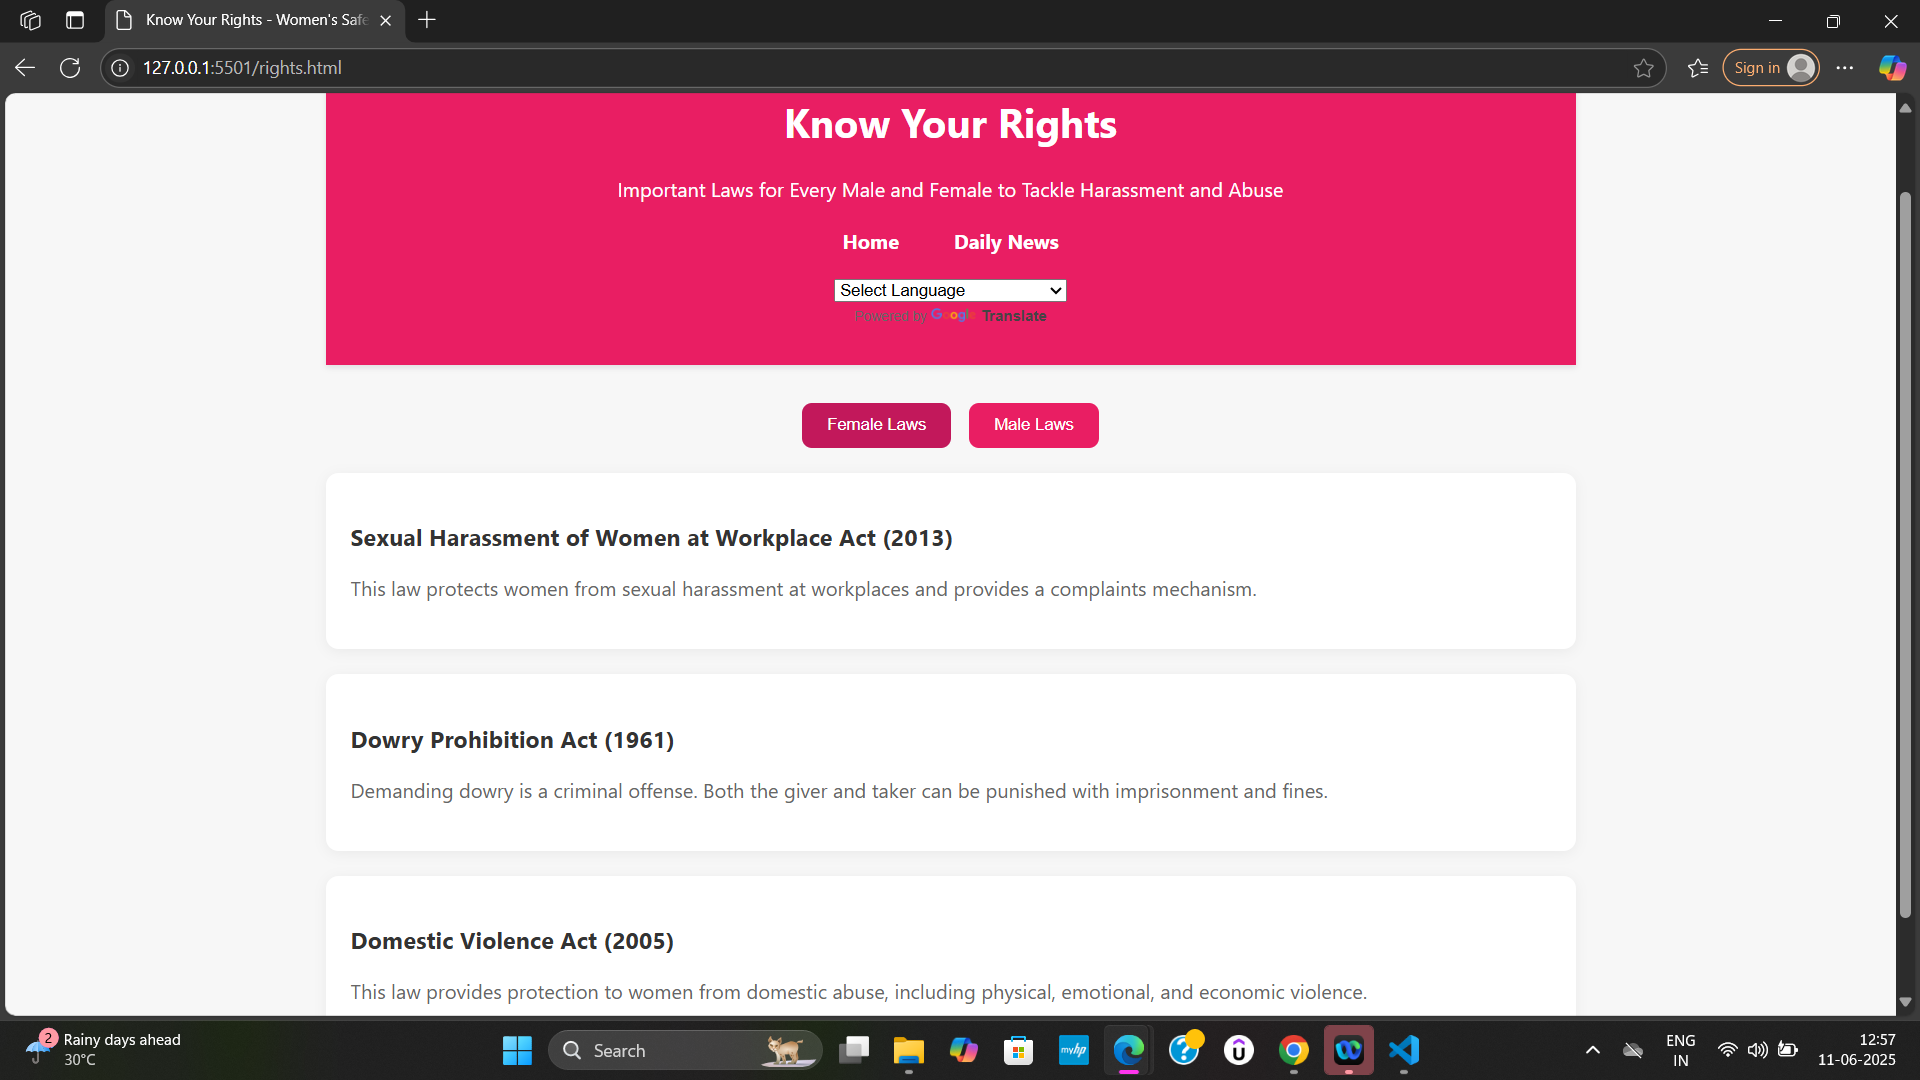 Know Your Rights - Women's Safe
127.0.0.1:5501/rights.html
Sign in
Know Your Rights
Important Laws for Every Male and Female to Tackle Harassment and Abuse
Home Daily News
Select Language
Powered by Google Translate
Female Laws Male Laws
Sexual Harassment of Women at Workplace Act (2013)
This law protects women from sexual harassment at workplaces and provides a complaints mechanism.
Dowry Prohibition Act (1961)
Demanding dowry is a criminal offense. Both the giver and taker can be punished with imprisonment and fines.
Domestic Violence Act (2005)
This law provides protection to women from domestic abuse, including physical, emotional, and economic violence.
2
Rainy days ahead
30°C
Search
myhp
ENG
IN
12:57
11-06-2025